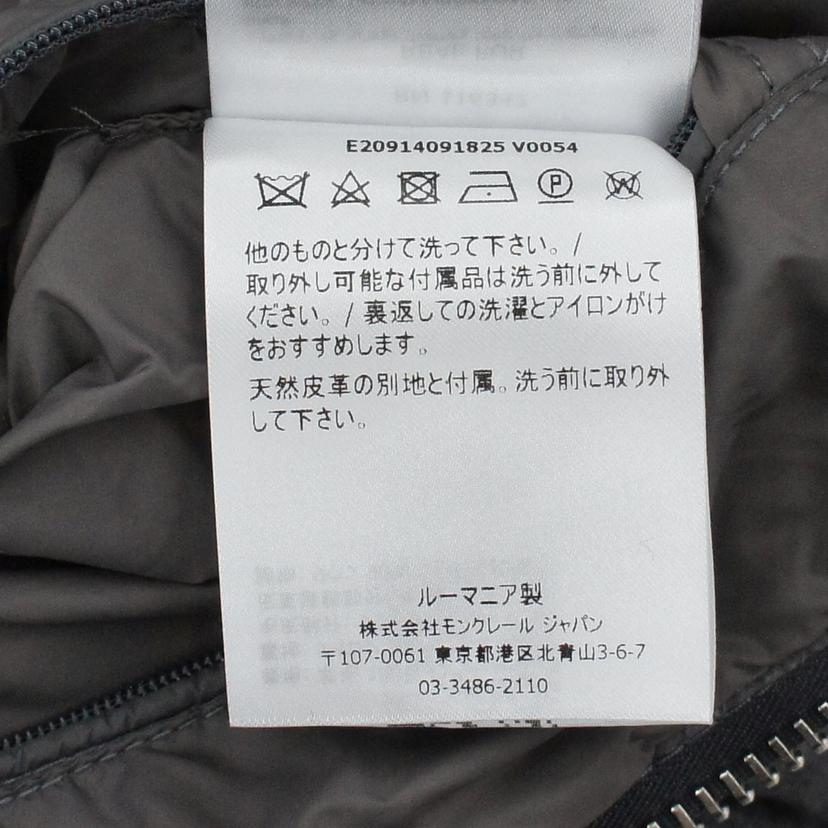 REAL FUR
RN 116312
E20914091825 V0054
P
W
他のものと分けて洗って下さい。/
取り外し可能な付属品は洗う前に外して
ください。/ 裏返しての洗濯とアイロンがけ
をおすすめします。
天然皮革の別地と付属。洗う前に取り外
して下さい。
ルーマニア製
株式会社モンクレール ジャパン
〒107-0061 東京都港区北青山3-6-7
03-3486-2110